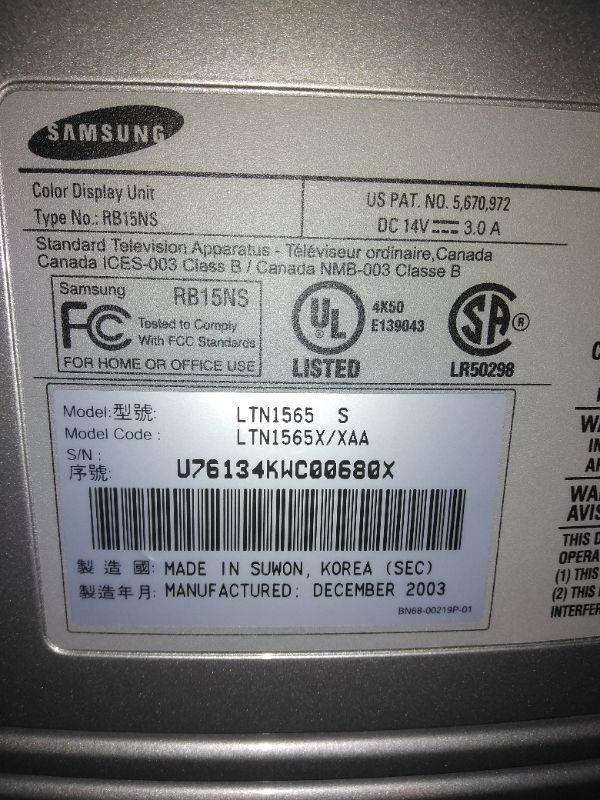 SAMSUNG
Color Display Unit
Type No.: RB15NS
US PAT. NO. 5,670,972
DC 14V 3.0 A
Standard Television Apparatus - Téléviseur ordinaire,Canada
Canada ICES-003 Class B / Canada NMB-003 Classe B
Samsung RB15NS
FC Tested to Comply
With FCC Standards
FOR HOME OR OFFICE USE
UL
LISTED
4K50
E139043
SA ®
LR50298
Model:型號: LTN1565 S
Model Code : LTN1565X/XAA
S/N :
序號: U76134KWC00680X
製造國: MADE IN SUWON, KOREA (SEC)
製造年月: MANUFACTURED: DECEMBER 2003
BN68-00219P-01
C
WA
IN
AF
WAI
AVIS
THIS D
OPERA
(1) THIS
(2) THIS
INTERFER